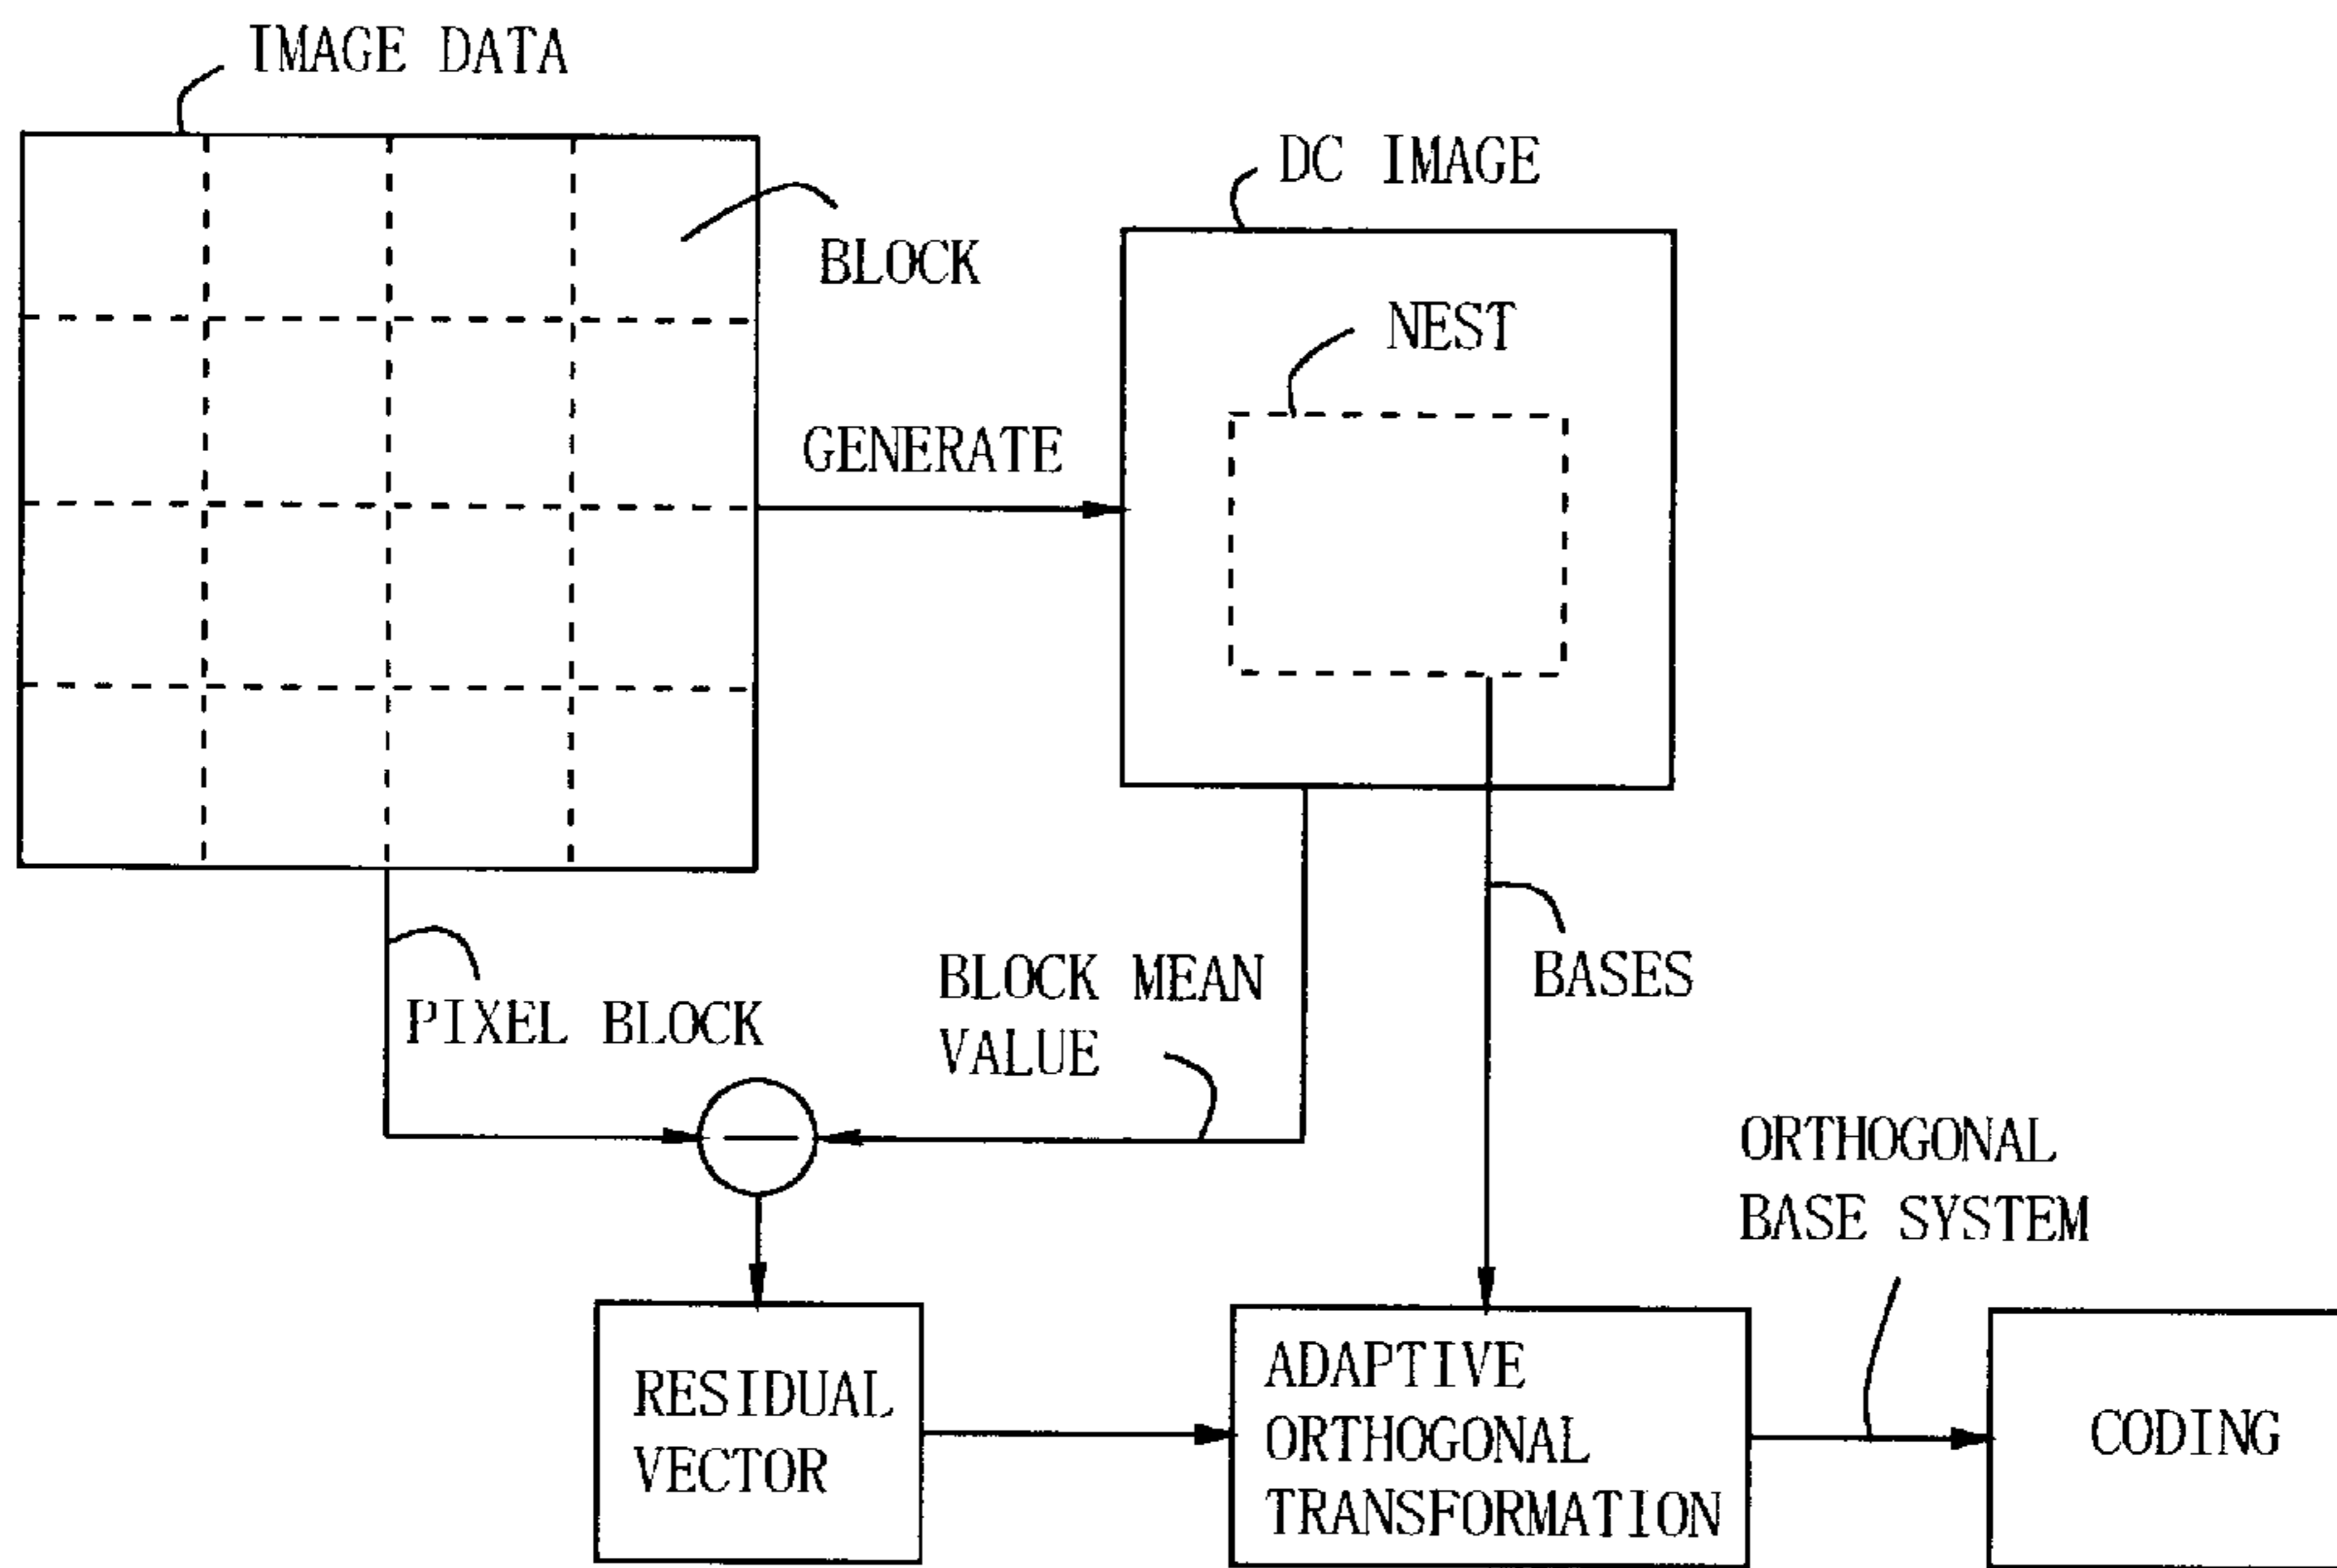 IMAGE DATA
DC IMAGE
BLOCK
NEST
GENERATE
BLOCK MEAN
VALUE
BASES
PIXEL BLOCK
ORTHOGONAL
BASE SYSTEM
RESIDUAL
VECTOR
ADAPTIVE
ORTHOGONAL
TRANSFORMATION
CODING